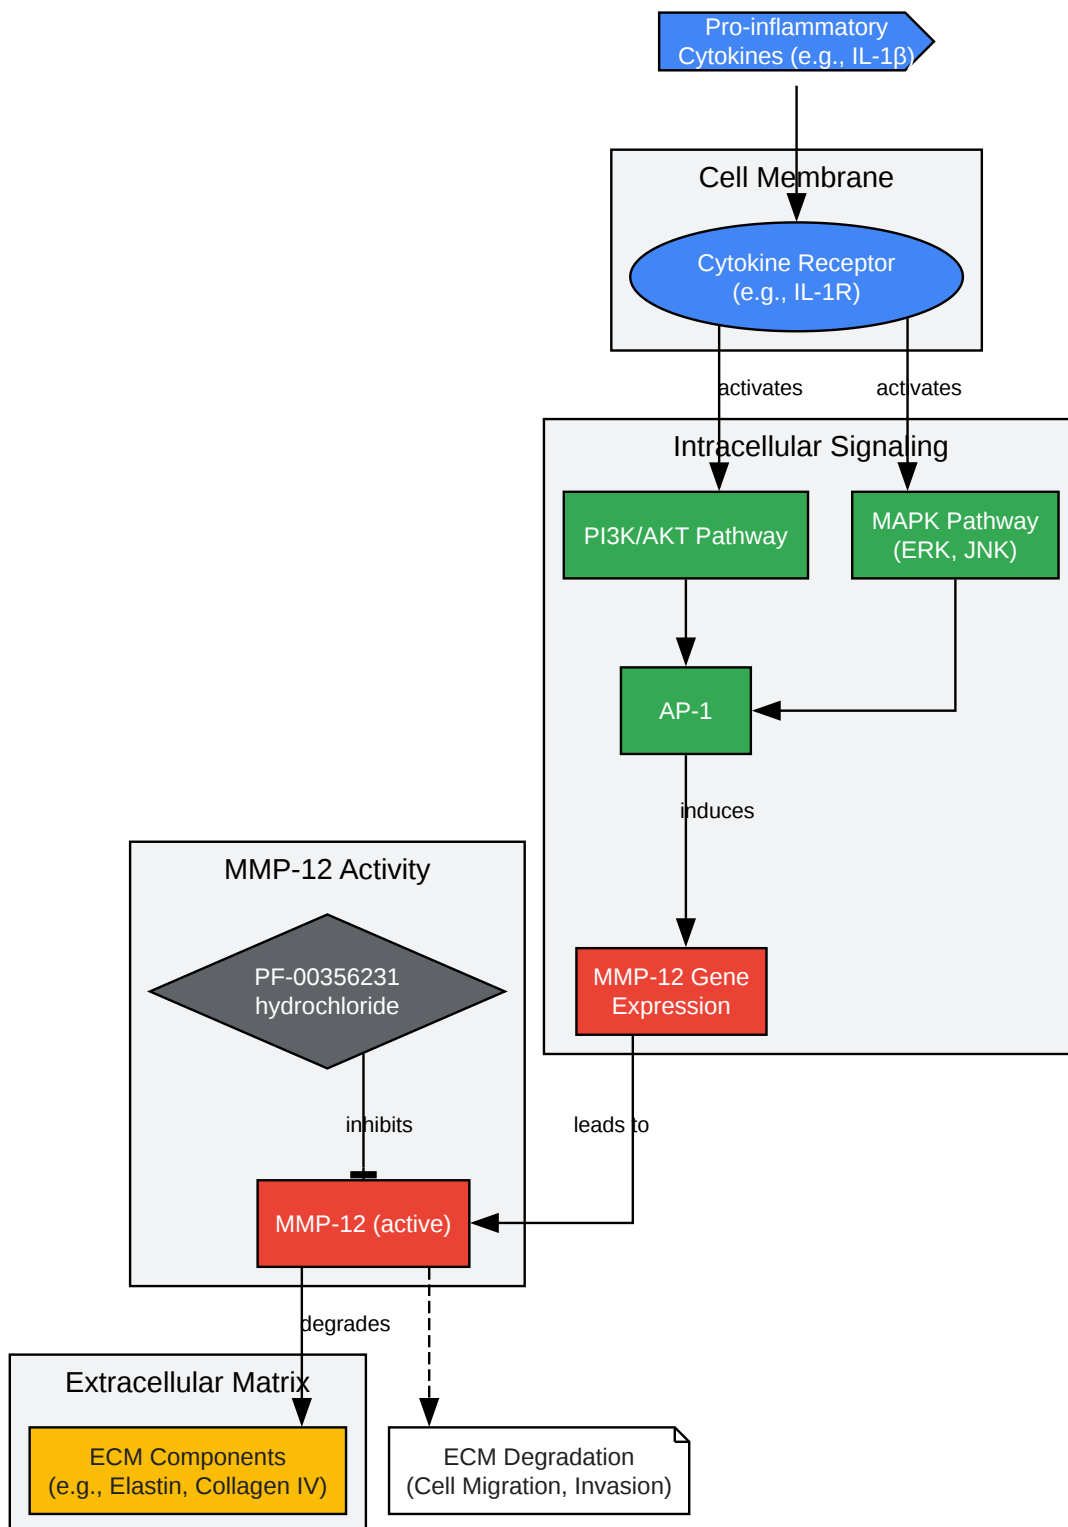 Pro-inflammatory
Cytokines (e.g., IL-1β)
Cell Membrane
Cytokine Receptor
(e.g., IL-1R)
activates
activates
Intracellular Signaling
PI3K/AKT Pathway
MAPK Pathway
(ERK, JNK)
AP-1
induces
MMP-12 Activity
PF-00356231
hydrochloride
MMP-12 Gene
Expression
inhibits
leads to
MMP-12 (active)
degrades
Extracellular Matrix
ECM Components
(e.g., Elastin, Collagen IV)
ECM Degradation
(Cell Migration, Invasion)